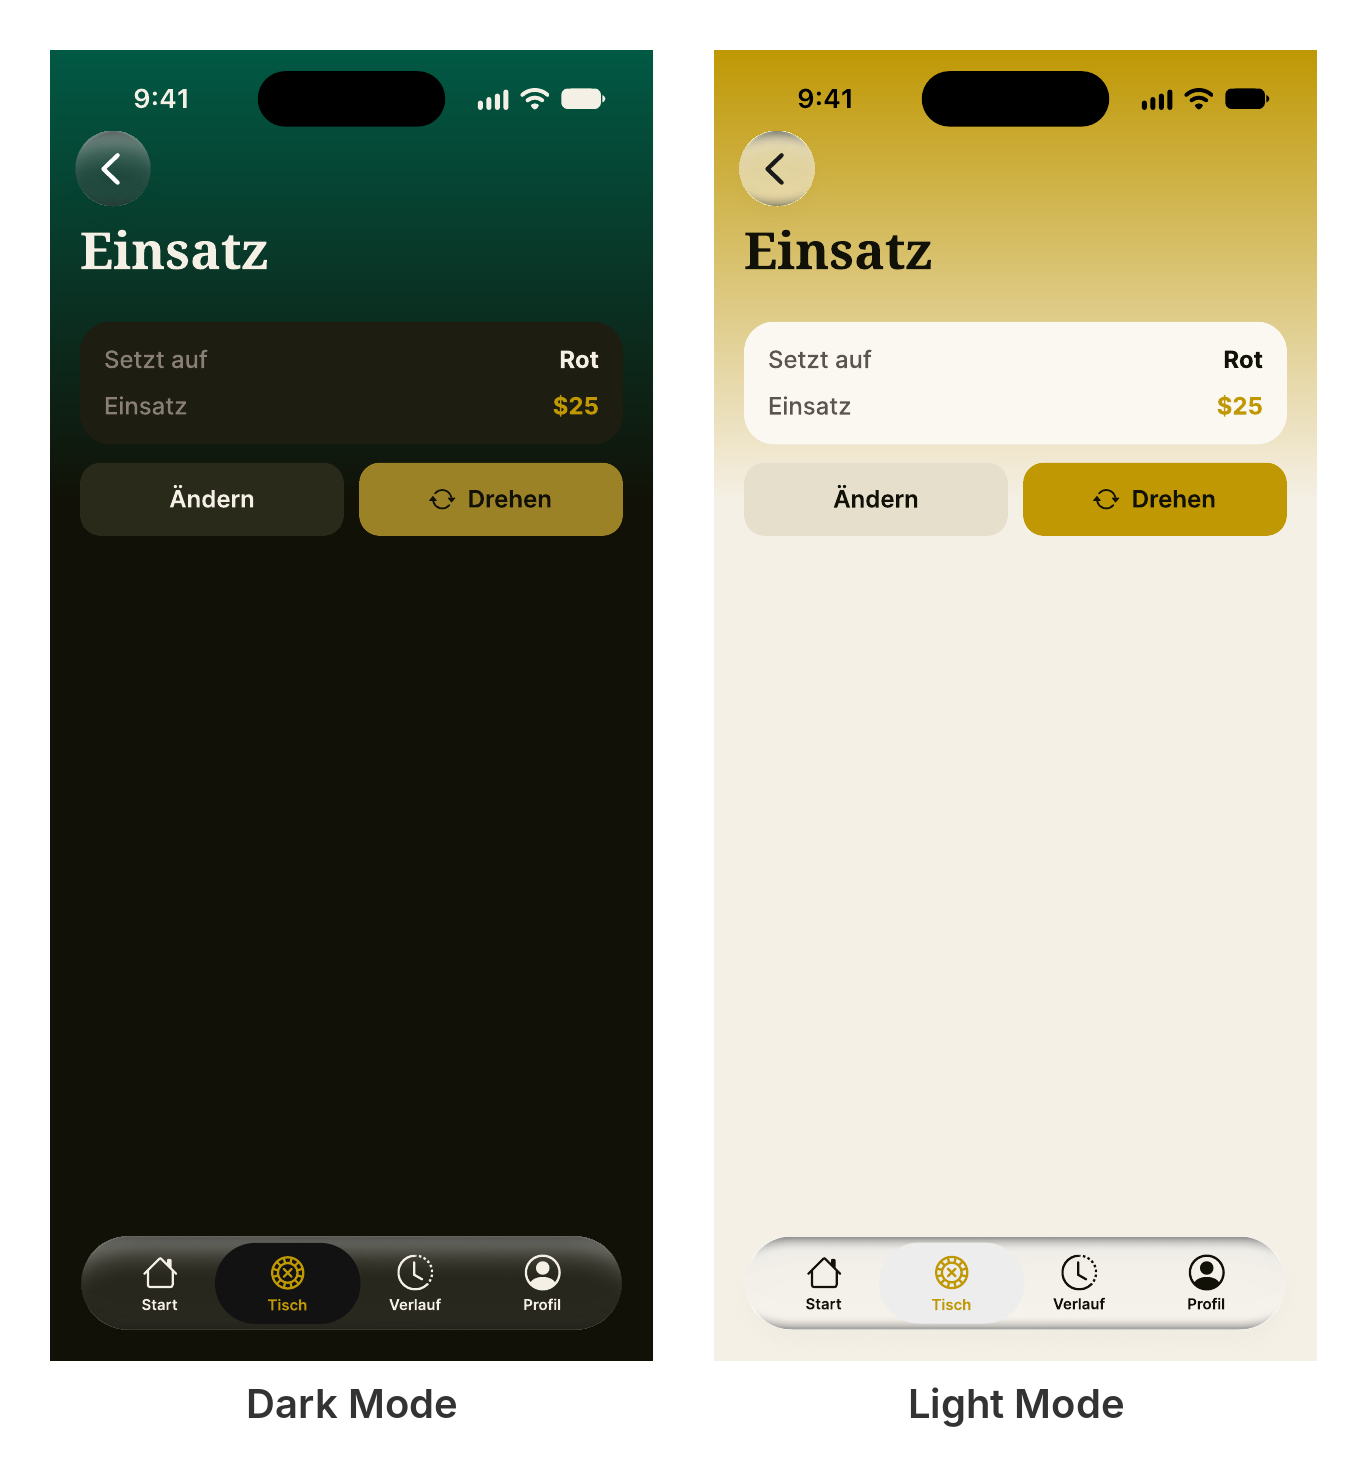 9:41
Einsatz
Setzt auf Rot
Einsatz $25
Ändern Drehen
Start Tisch Verlauf Profil
Dark Mode
9:41
Einsatz
Setzt auf Rot
Einsatz $25
Ändern Drehen
Start Tisch Verlauf Profil
Light Mode